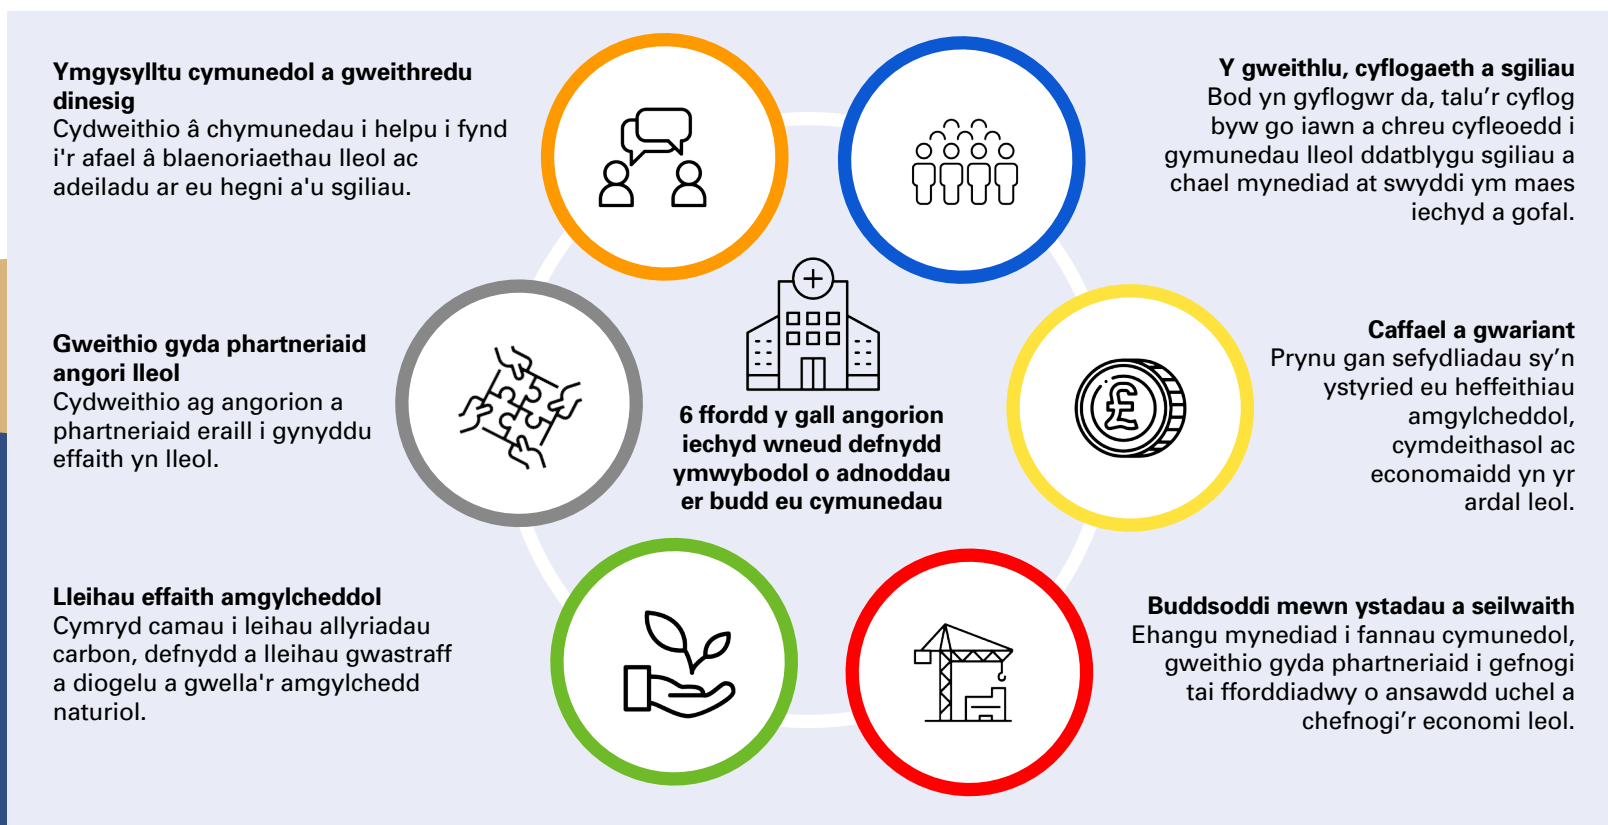 Ymgysylltu cymunedol a gweithredu
dinesig
Cydweithio â chymunedau i helpu i fynd
i'r afael â blaenoriaethau lleol ac
adeiladu ar eu hegni a'u sgiliau.
Y gweithlu, cyflogaeth a sgiliau
Bod yn gyflogwr da, talu’r cyflog
byw go iawn a chreu cyfleoedd i
gymunedau lleol ddatblygu sgiliau a
chael mynediad at swyddi ym maes
iechyd a gofal.
Gweithio gyda phartneriaid
angori lleol
Cydweithio ag angorion a
phartneriaid eraill i gynyddu
effaith yn lleol.
6 ffordd y gall angorion
iechyd wneud defnydd
ymwybodol o adnoddau
er budd eu cymunedau
Caffael a gwariant
Prynu gan sefydliadau sy’n
ystyried eu heffeithiau
amgylcheddol,
cymdeithasol ac
economaidd yn yr
ardal leol.
Lleihau effaith amgylcheddol
Cymryd camau i leihau allyriadau
carbon, defnydd a lleihau gwastraff
a diogelu a gwella'r amgylchedd
naturiol.
Buddsoddi mewn ystadau a seilwaith
Ehangu mynediad i fannau cymunedol,
gweithio gyda phartneriaid i gefnogi
tai fforddiadwy o ansawdd uchel a
chefnogi’r economi leol.
£